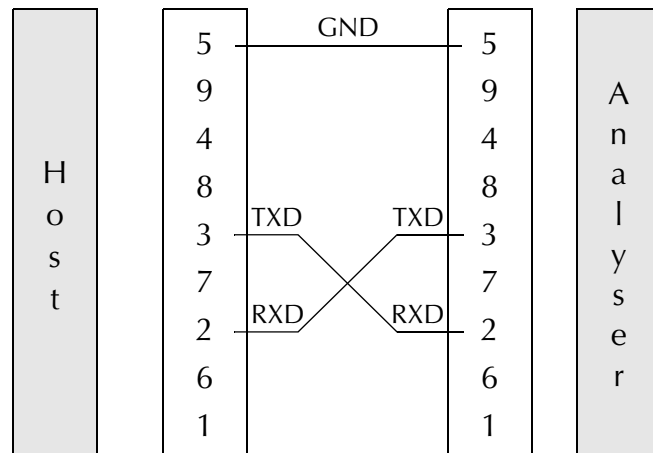 GND
5 5
9 9
4 4
8 8
TXD TXD
3 3
7 7
RXD RXD
2 2
6 6
1 1
Host
Analyser